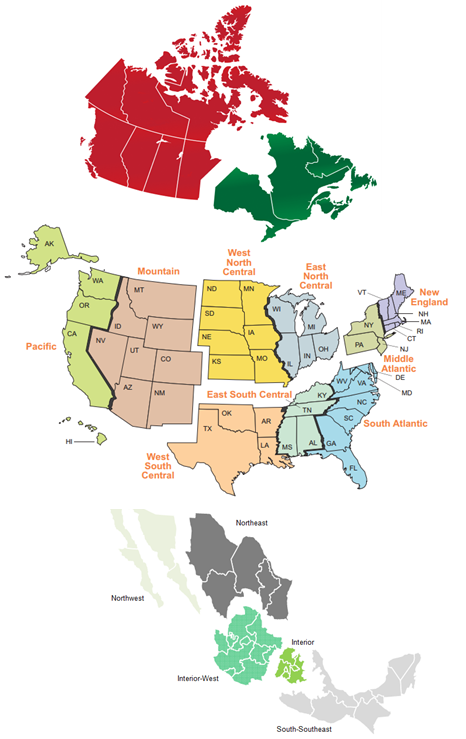 AK
West
North
Central
East
North
Central
Mountain
WA
MT
ND
MN
VT
ME
New
England
OR
ID
SD
WI
MI
NY
NH
MA
RI
CT
WY
Pacific
CA
NV
UT
CO
NE
IA
IL
IN
OH
PA
NJ
Middle
Atlantic
KS
MO
DE
MD
AZ
NM
East South Central
KY
WV
VA
OK
AR
TN
NC
South Atlantic
TX
LA
MS
AL
GA
SC
HI
West
South
Central
FL
Northeast
Northwest
Interior
Interior-West
South-Southeast